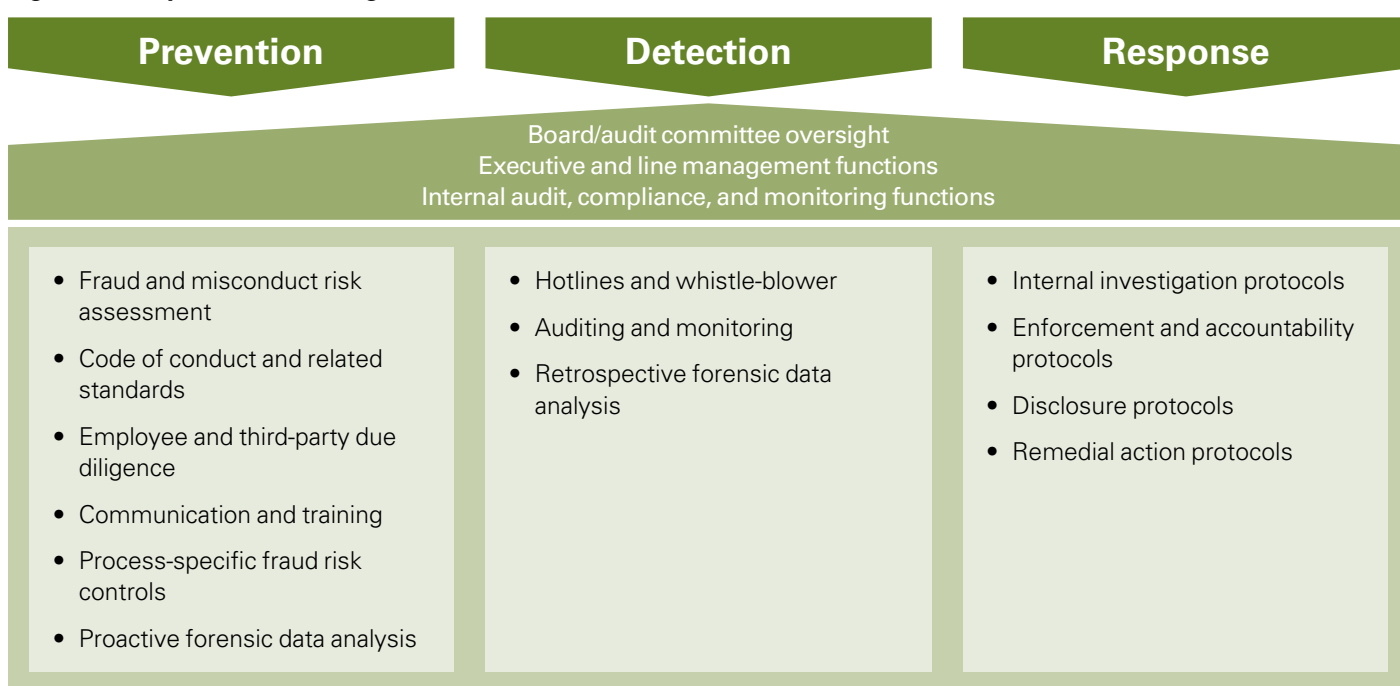 Prevention
Detection
Response
Board/audit committee oversight
Executive and line management functions
Internal audit, compliance, and monitoring functions
• Fraud and misconduct risk
assessment
• Code of conduct and related
standards
• Employee and third-party due
diligence
• Communication and training
• Process-specific fraud risk
controls
• Proactive forensic data analysis
• Hotlines and whistle-blower
• Auditing and monitoring
• Retrospective forensic data
analysis
• Internal investigation protocols
• Enforcement and accountability
protocols
• Disclosure protocols
• Remedial action protocols